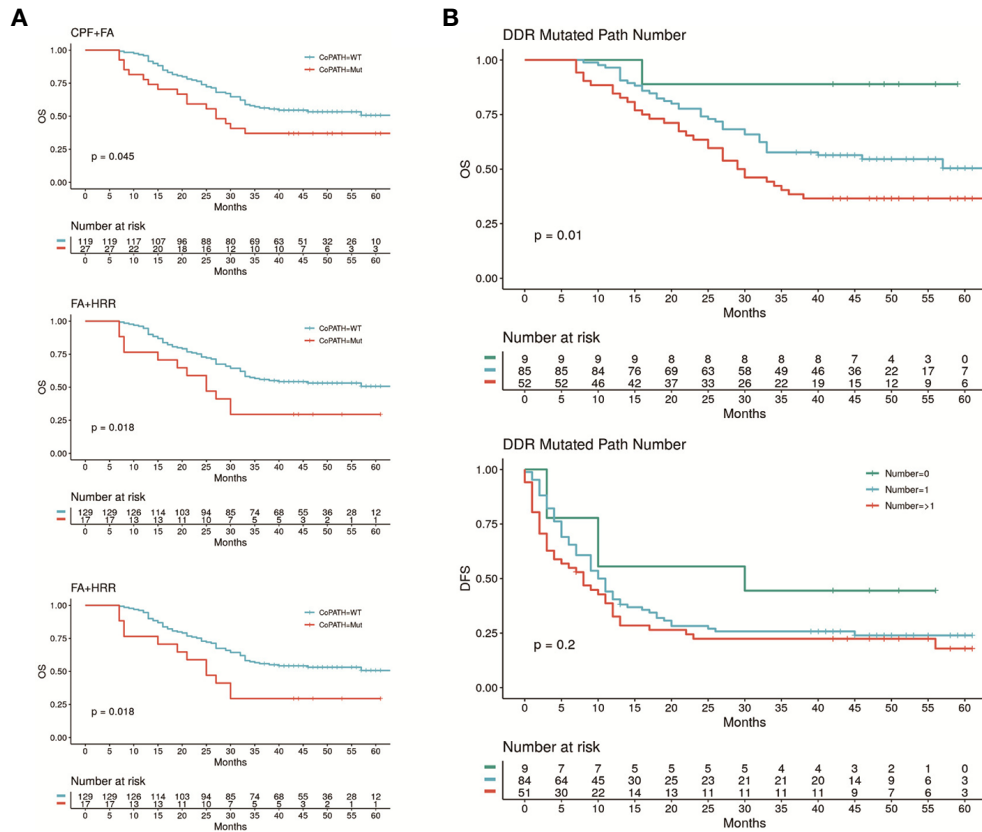 A
CPF+FA
1.00
0.75
0.50
0.25
0.00
OS
CoPATH=WT
CoPATH=Mut
p = 0.045
0 5 10 15 20 25 30 35 40 45 50 55 60
Months
Number at risk
119 119 117 107 96 88 80 69 63 51 32 26 10
27 27 22 20 18 16 12 10 10 7 6 3 3
0 5 10 15 20 25 30 35 40 45 50 55 60
Months
FA+HRR
1.00
0.75
0.50
0.25
0.00
OS
CoPATH=WT
CoPATH=Mut
p = 0.018
0 5 10 15 20 25 30 35 40 45 50 55 60
Months
Number at risk
129 129 126 114 103 94 85 74 68 55 36 28 12
17 17 13 13 11 10 7 5 5 3 2 1 1
0 5 10 15 20 25 30 35 40 45 50 55 60
Months
FA+HRR
1.00
0.75
0.50
0.25
0.00
OS
CoPATH=WT
CoPATH=Mut
p = 0.018
0 5 10 15 20 25 30 35 40 45 50 55 60
Months
Number at risk
129 129 126 114 103 94 85 74 68 55 36 28 12
17 17 13 13 11 10 7 5 5 3 2 1 1
0 5 10 15 20 25 30 35 40 45 50 55 60
Months
B
DDR Mutated Path Number
1.00
0.75
0.50
0.25
0.00
OS
p = 0.01
0 5 10 15 20 25 30 35 40 45 50 55 60
Months
Number at risk
9 9 9 9 8 8 8 8 8 7 4 3 0
85 85 84 76 69 63 58 49 46 36 22 17 7
52 52 46 42 37 33 26 22 19 15 12 9 6
0 5 10 15 20 25 30 35 40 45 50 55 60
Months
DDR Mutated Path Number
1.00
0.75
0.50
0.25
0.00
DFS
Number=0
Number=1
Number=>1
p = 0.2
0 5 10 15 20 25 30 35 40 45 50 55 60
Months
Number at risk
9 7 7 5 5 5 5 4 4 3 2 1 0
84 64 45 30 25 23 21 21 20 14 9 6 3
51 30 22 14 13 11 11 11 11 9 7 6 3
0 5 10 15 20 25 30 35 40 45 50 55 60
Months